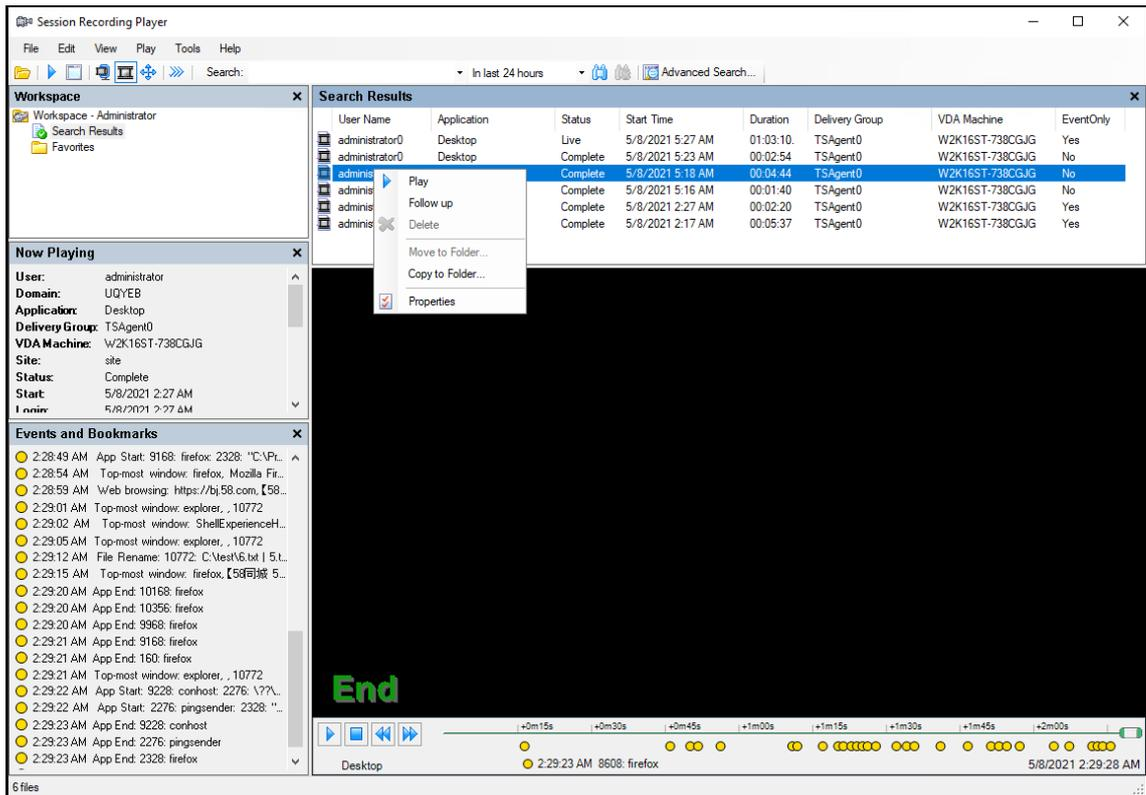 Session Recording Player
File Edit View Play Tools Help
Search: In last 24 hours Advanced Search...
Workspace
Workspace - Administrator
Search Results
Favorites
Search Results
User Name Application Status Start Time Duration Delivery Group VDA Machine EventOnly
administrator0 Desktop Live 5/8/2021 5:27 AM 01:03:10. TSAgent0 W2K16ST-738CGJG Yes
administrator0 Desktop Complete 5/8/2021 5:23 AM 00:02:54 TSAgent0 W2K16ST-738CGJG No
adminis Complete 5/8/2021 5:18 AM 00:04:44 TSAgent0 W2K16ST-738CGJG No
adminis Complete 5/8/2021 5:16 AM 00:01:40 TSAgent0 W2K16ST-738CGJG No
adminis Complete 5/8/2021 2:27 AM 00:02:20 TSAgent0 W2K16ST-738CGJG Yes
adminis Complete 5/8/2021 2:17 AM 00:05:37 TSAgent0 W2K16ST-738CGJG Yes
Play
Follow up
Delete
Move to Folder...
Copy to Folder...
Properties
Now Playing
User: administrator
Domain: UQYEB
Application: Desktop
Delivery Group: TSAgent0
VDA Machine: W2K16ST-738CGJG
Site: site
Status: Complete
Start: 5/8/2021 2:27 AM
Login: 5/8/2021 2:27 AM
Events and Bookmarks
2:28:49 AM App Start: 9168: firefox: 2328: "C:\Pr...
2:28:54 AM Top-most window: firefox, Mozilla Fir...
2:28:59 AM Web browsing: https://bj.58.com,【58...
2:29:01 AM Top-most window: explorer, , 10772
2:29:02 AM Top-most window: ShellExperienceH...
2:29:05 AM Top-most window: explorer, , 10772
2:29:12 AM File Rename: 10772: C:\test\6.txt | 5.t...
2:29:15 AM Top-most window: firefox,【58同城 5...
2:29:20 AM App End: 10168: firefox
2:29:20 AM App End: 10356: firefox
2:29:20 AM App End: 9968: firefox
2:29:21 AM App End: 9168: firefox
2:29:21 AM App End: 160: firefox
2:29:21 AM Top-most window: explorer, , 10772
2:29:22 AM App Start: 9228: conhost: 2276: \??\...
2:29:22 AM App Start: 2276: pingsender: 2328: "...
2:29:23 AM App End: 9228: conhost
2:29:23 AM App End: 2276: pingsender
2:29:23 AM App End: 2328: firefox
End
+0m15s +0m30s +0m45s +1m00s +1m15s +1m30s +1m45s +2m00s
Desktop 2:29:23 AM 8608: firefox 5/8/2021 2:29:28 AM
6 files